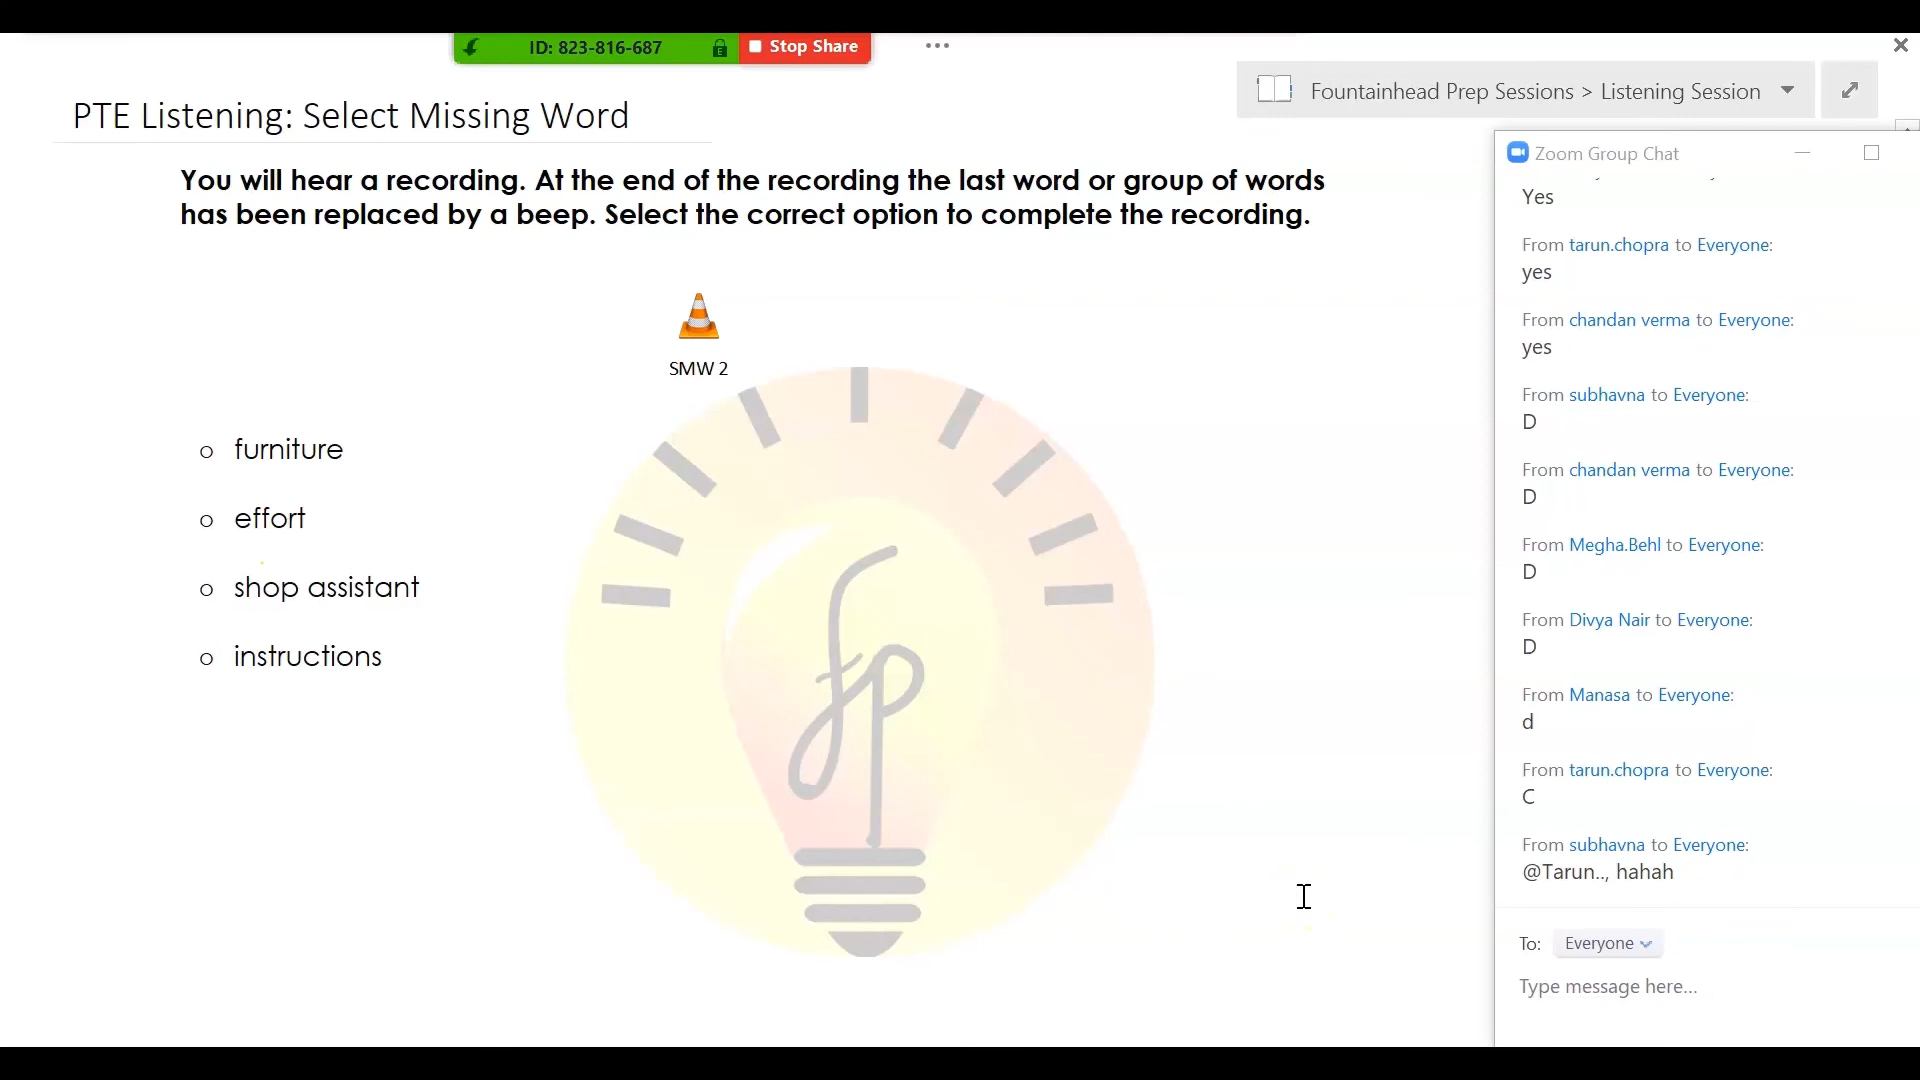 ID: 823-816-687
Stop Share
Fountainhead Prep Sessions > Listening Session
PTE Listening: Select Missing Word
You will hear a recording. At the end of the recording the last word or group of words
has been replaced by a beep. Select the correct option to complete the recording.
SMW 2
furniture
effort
shop assistant
instructions
fp
Zoom Group Chat
Yes
From tarun.chopra to Everyone:
yes
From chandan verma to Everyone:
yes
From subhavna to Everyone:
D
From chandan verma to Everyone:
D
From Megha.Behl to Everyone:
D
From Divya Nair to Everyone:
D
From Manasa to Everyone:
d
From tarun.chopra to Everyone:
C
From subhavna to Everyone:
@Tarun.., hahah
To: Everyone
Type message here...